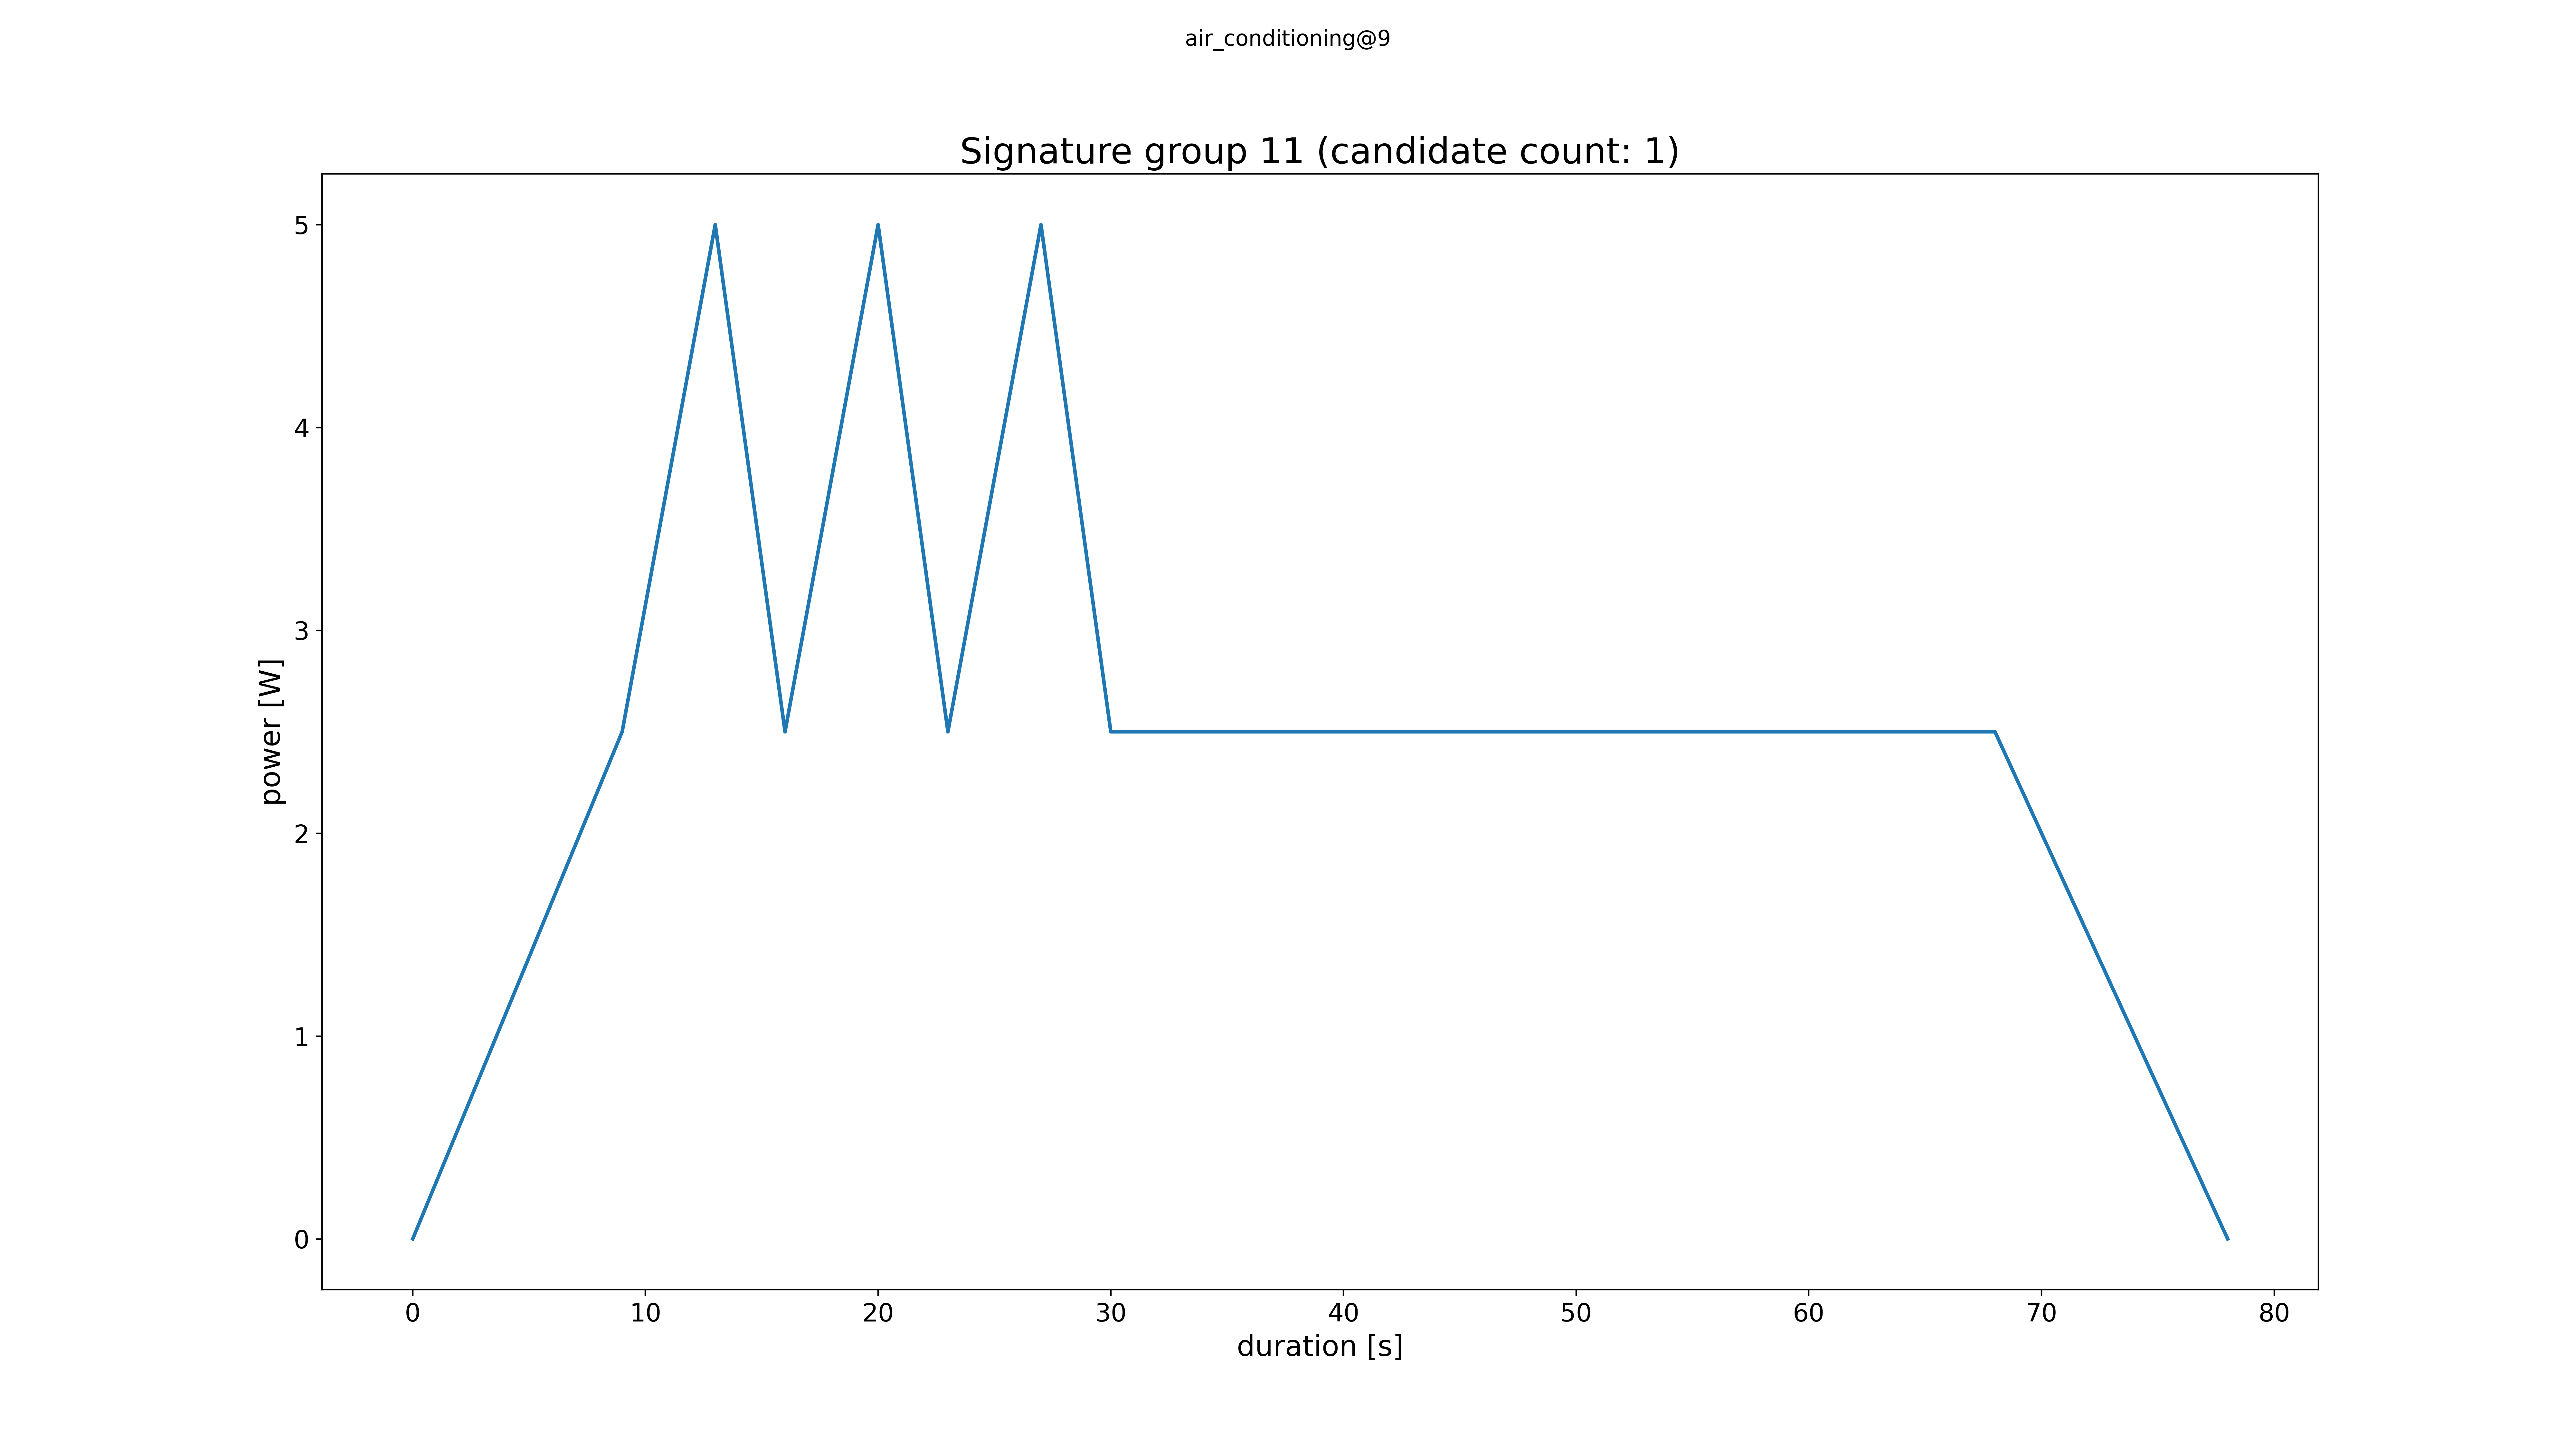 air_conditioning@9
Signature group 11 (candidate count: 1)
5
4
3
2
1
0
power [W]
0 10 20 30 40 50 60 70 80
duration [s]